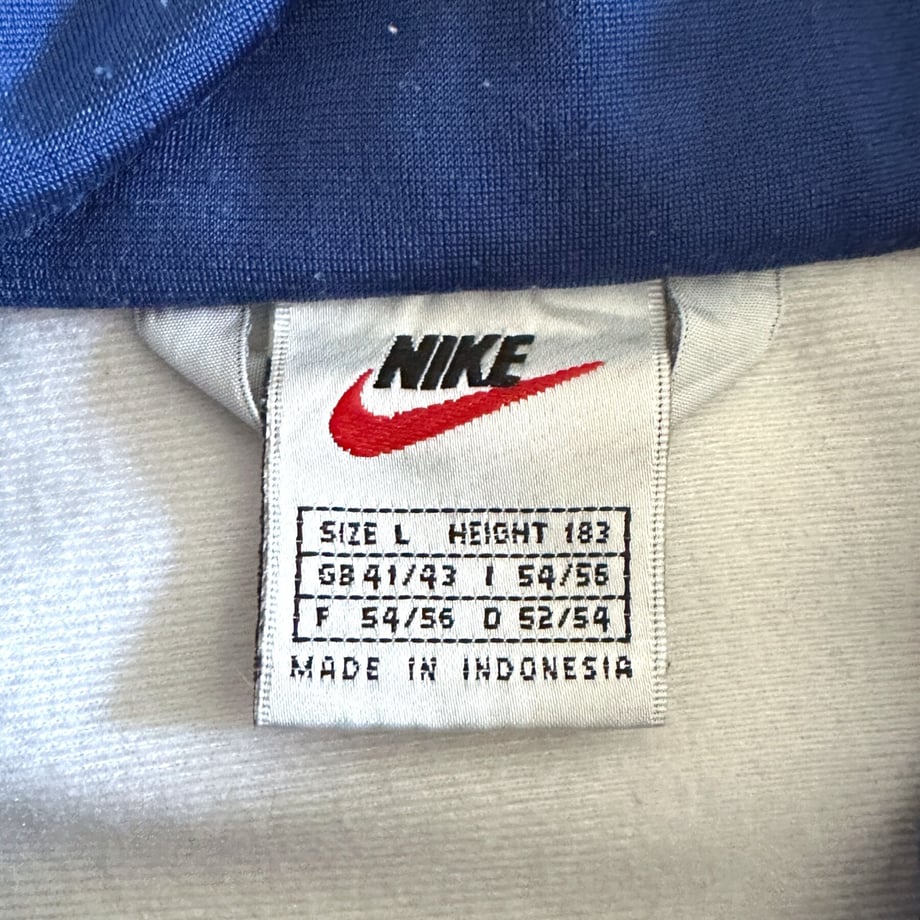 NIKE
SIZE L HEIGHT 183
GB 41/43 I 54/56
F 54/56 D 52/54
MADE IN INDONESIA